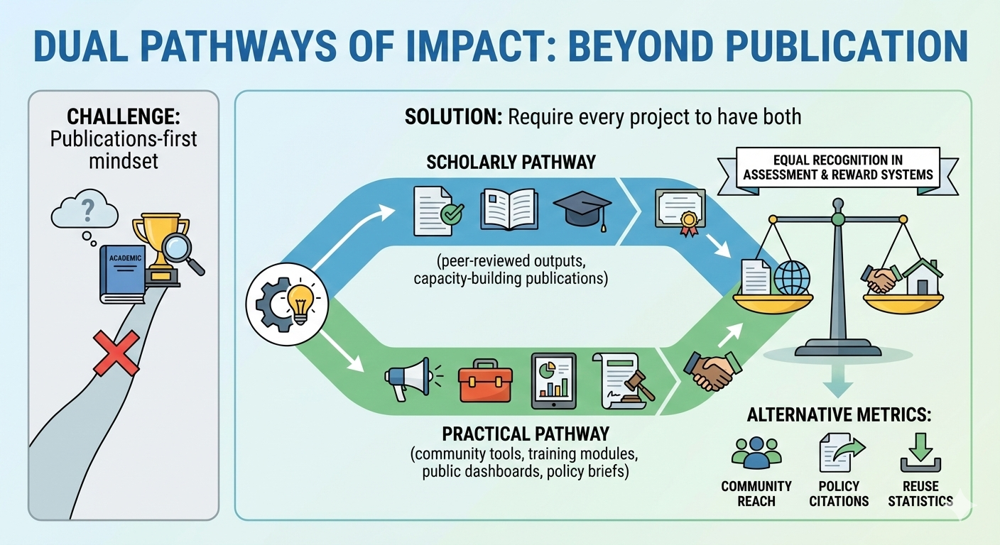 DUAL PATHWAYS OF IMPACT: BEYOND PUBLICATION
CHALLENGE:
Publications-first
mindset
?
ACADEMIC
SOLUTION: Require every project to have both
SCHOLARLY PATHWAY
(peer-reviewed outputs,
capacity-building publications)
PRACTICAL PATHWAY
(community tools, training modules,
public dashboards, policy briefs)
EQUAL RECOGNITION IN
ASSESSMENT & REWARD SYSTEMS
ALTERNATIVE METRICS:
COMMUNITY
REACH
POLICY
CITATIONS
REUSE
STATISTICS